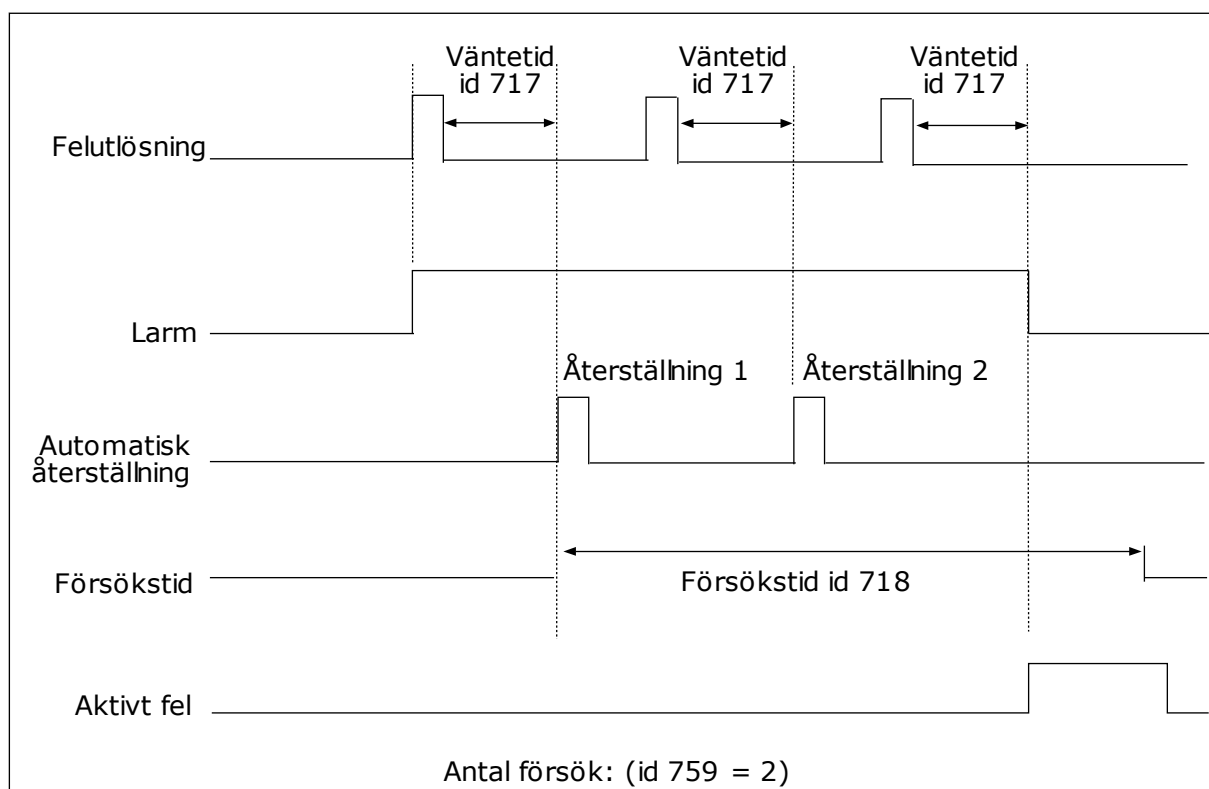 Väntetid
id 717
Väntetid
id 717
Väntetid
id 717
Felutlösning
Larm
Återställning 1
Återställning 2
Automatisk
återställning
Försökstid
Försökstid id 718
Aktivt fel
Antal försök: (id 759 = 2)